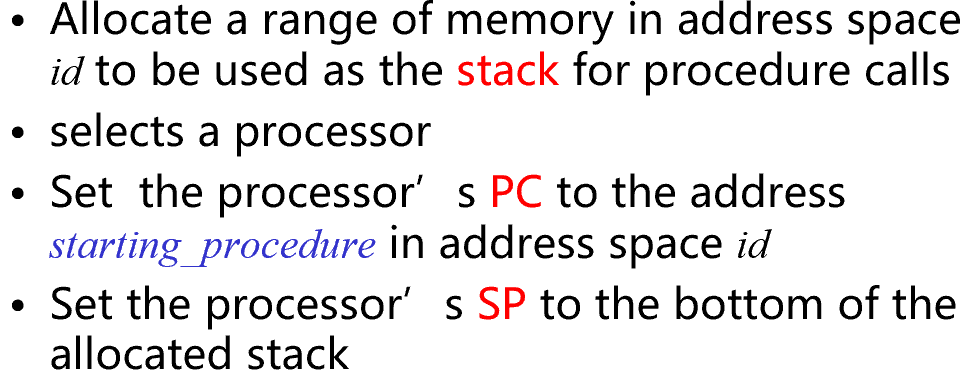 • Allocate a range of memory in address space
id to be used as the stack for procedure calls
• selects a processor
• Set  the processor’ s PC to the address
starting_procedure in address space id
• Set the processor’ s SP to the bottom of the
allocated stack